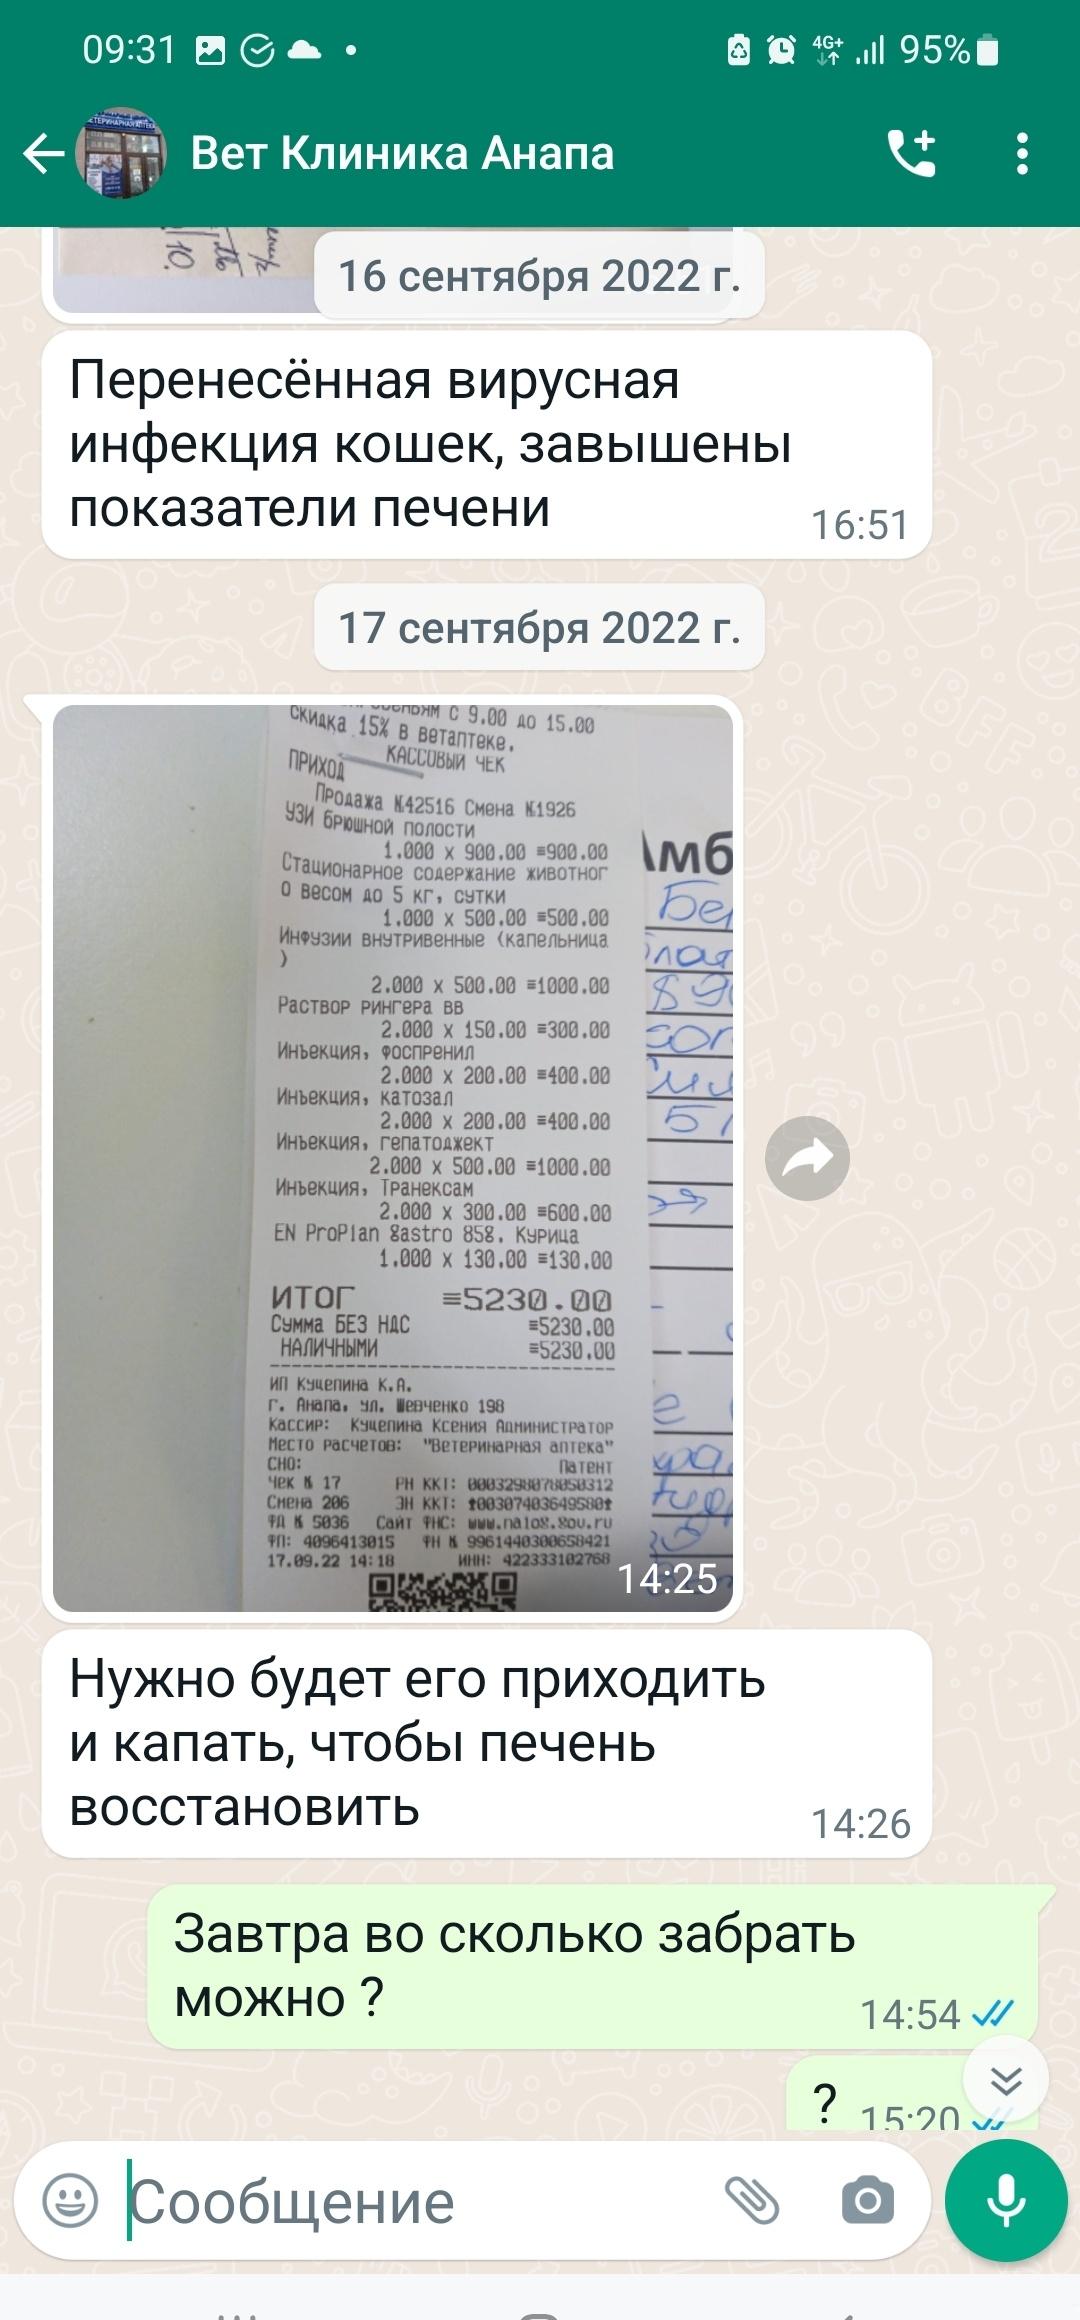 09:31
4G+
95%
Вет Клиника Анапа
10.
16 сентября 2022 г.
Перенесённая вирусная
инфекция кошек, завышены
показатели печени
16:51
17 сентября 2022 г.
С 9.00 ДО 15.00
СКИДКА 15% В ВЕТАПТЕКЕ.
КАССОВЫЙ ЧЕК
ПРИХОД
Продажа №42516 Смена №1926
УЗИ брюшной полости
1.000 x 900.00 =900.00
Стационарное содержание животног
о весом до 5 кг, сутки
1.000 x 500.00 =500.00
Инфузии внутривенные (капельница
)
2.000 x 500.00 =1000.00
Раствор рингера вв
2.000 x 150.00 =300.00
Инъекция, фоспренил
2.000 x 200.00 =400.00
Инъекция, катозал
2.000 x 200.00 =400.00
Инъекция, гепатоджект
2.000 x 500.00 =1000.00
Инъекция, Транексам
2.000 x 300.00 =600.00
EN ProPlan gastro 85g. Курица
1.000 x 130.00 =130.00
ИТОГ =5230.00
Сумма БЕЗ НДС =5230.00
НАЛИЧНЫМИ =5230.00
ИП Куцепина К.А.
г. Анапа, ул. Шевченко 198
Кассир: Куцепина Ксения Администратор
Место расчетов: "Ветеринарная аптека"
СНО: Патент
Чек № 17 РН ККТ: 0003298078050312
Смена 206 ЗН ККТ: ‡00307403649580‡
ФД № 5036 Сайт ФНС: www.nalog.gov.ru
ФП: 4096413015 ФН № 9961440300658421
17.09.22 14:18 ИНН: 422333102768
Амб
Бе
14:25
Нужно будет его приходить
и капать, чтобы печень
восстановить
14:26
Завтра во сколько забрать
можно ?
14:54
?
15:20
Сообщение